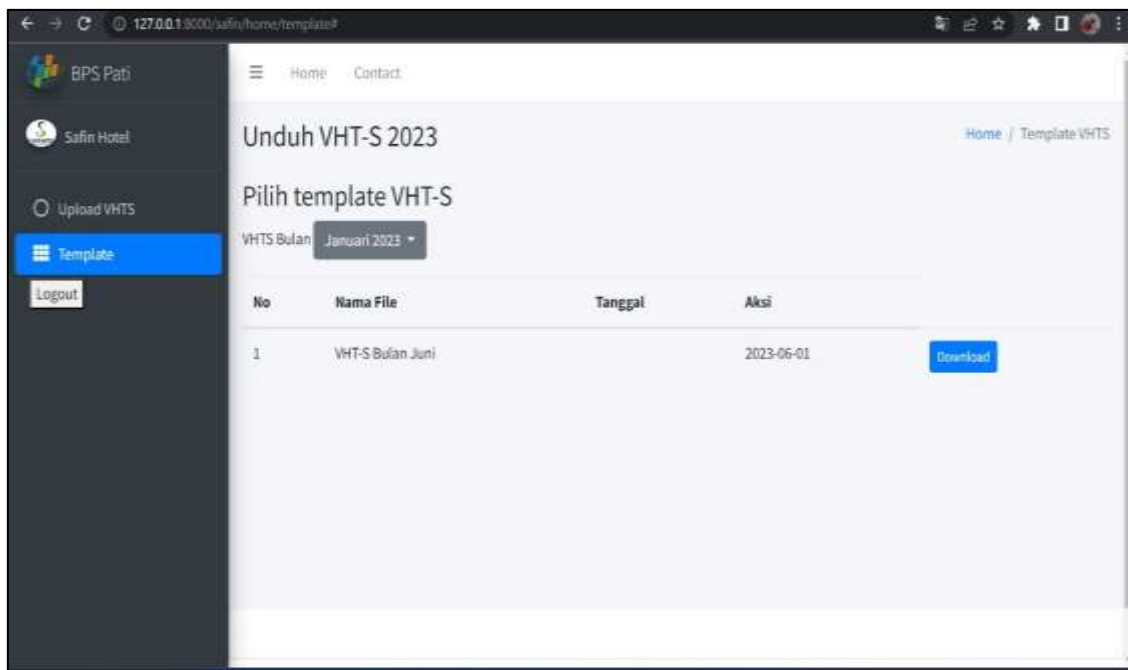 127.0.0.1:8000/safin/home/template#
BPS Pati
Home Contact
Safin Hotel
Unduh VHT-S 2023
Home / Template VHTS
Upload VHTS
Pilih template VHT-S
Template
VHTS Bulan Januari 2023
Logout
No Nama File Tanggal Aksi
1 VHT-S Bulan Juni 2023-06-01 Download